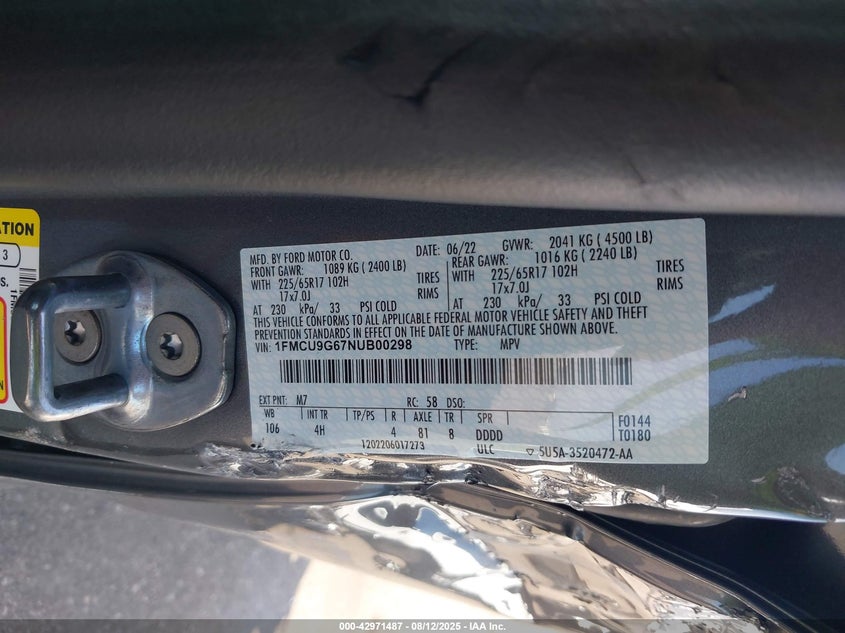 ATION
3
S.
MFD. BY FORD MOTOR CO.
DATE: 06/22 GVWR: 2041 KG ( 4500 LB)
FRONT GAWR: 1089 KG ( 2400 LB)
REAR GAWR: 1016 KG ( 2240 LB)
WITH 225/65R17 102H TIRES
WITH 225/65R17 102H TIRES
17x7.0J RIMS
17x7.0J RIMS
AT 230 kPa/ 33 PSI COLD
AT 230 kPa/ 33 PSI COLD
THIS VEHICLE CONFORMS TO ALL APPLICABLE FEDERAL MOTOR VEHICLE SAFETY AND THEFT
PREVENTION STANDARDS IN EFFECT ON THE DATE OF MANUFACTURE SHOWN ABOVE.
VIN: 1FMCU9G67NUB00298 TYPE: MPV
EXT PNT: M7 RC: 58 DSO:
WB INT TR TP/PS R AXLE TR SPR
106 4H 4 81 8 DDDD
F0144
T0180
1202206017273 ULC 5U5A-3520472-AA
000-42971487 - 08/12/2025 - IAA Inc.